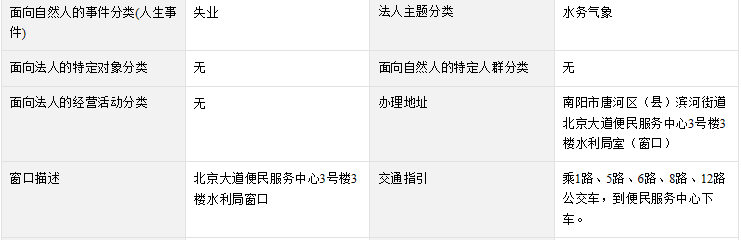 面向自然人的事件分类(人生事
件)
失业
法人主题分类
水务气象
面向法人的特定对象分类
无
面向自然人的特定人群分类
无
面向法人的经营活动分类
无
办理地址
南阳市唐河区（县）滨河街道
北京大道便民服务中心3号楼3
楼水利局室（窗口）
窗口描述
北京大道便民服务中心3号楼3
楼水利局窗口
交通指引
乘1路、5路、6路、8路、12路
公交车，到便民服务中心下
车。